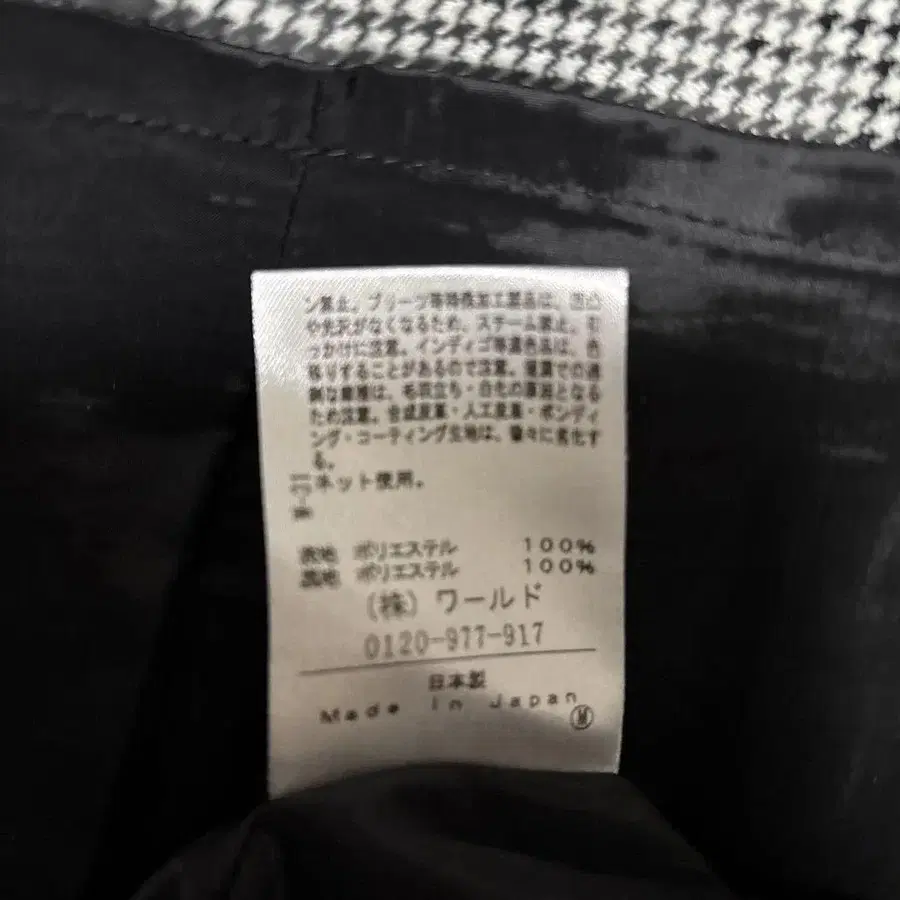 ン禁止。プリーツ等特殊加工製品は、凹凸
や光沢がなくなるため、スチーム禁止。引
っかけに注意。インディゴ等濃色品は、色
移りすることがあるので注意。湿潤での過
剰な摩擦は、毛羽立ち・白化の原因となる
ため注意。合成皮革・人工皮革・ボンディ
ング・コーティング生地は、徐々に劣化す
る。
ネット使用。
表地 ポリエステル 100%
裏地 ポリエステル 100%
(株) ワールド
0120-977-917
日本製
Made in Japan
M